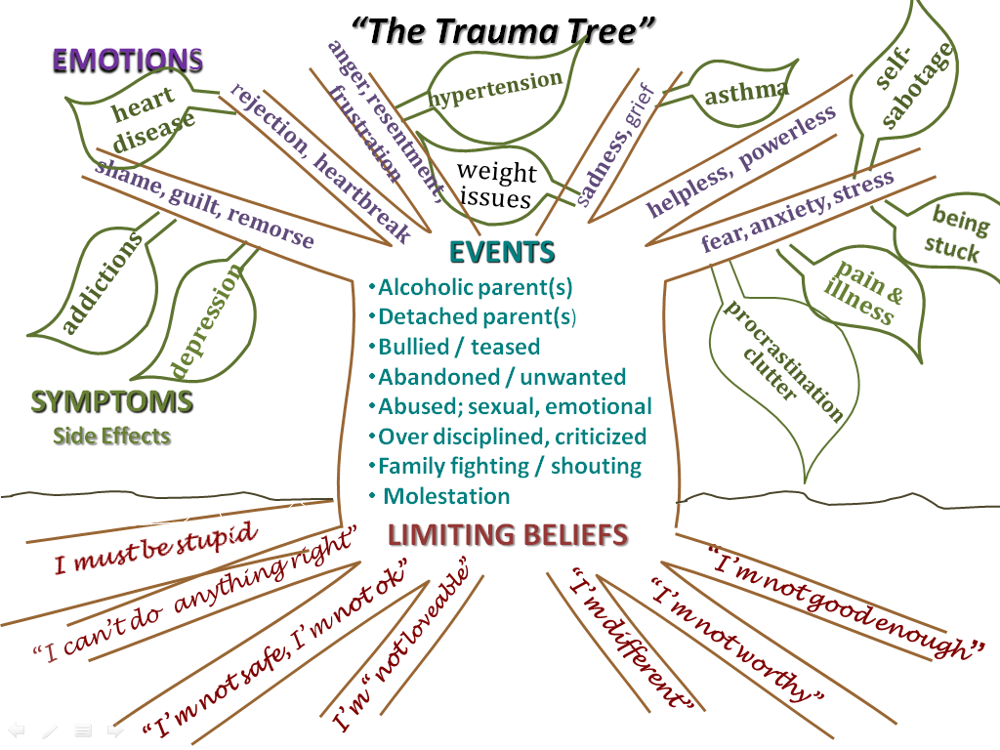 “The Trauma Tree”
EMOTIONS
heart
disease
rejection, heartbreak
anger, resentment,
frustration
hypertension
weight
issues
sadness, grief
asthma
helpless, powerless
self-
sabotage
shame, guilt, remorse
fear, anxiety, stress
being
stuck
addictions
depression
pain &
illness
procrastination
clutter
EVENTS
•Alcoholic parent(s)
•Detached parent(s)
•Bullied / teased
•Abandoned / unwanted
•Abused; sexual, emotional
•Over disciplined, criticized
•Family fighting / shouting
• Molestation
SYMPTOMS
Side Effects
LIMITING BELIEFS
I must be stupid
“I can’t do anything right”
“I’m not safe, I’m not ok”
I’m “not loveable”
“I’m different”
“I’m not worthy”
“I’m not good enough”